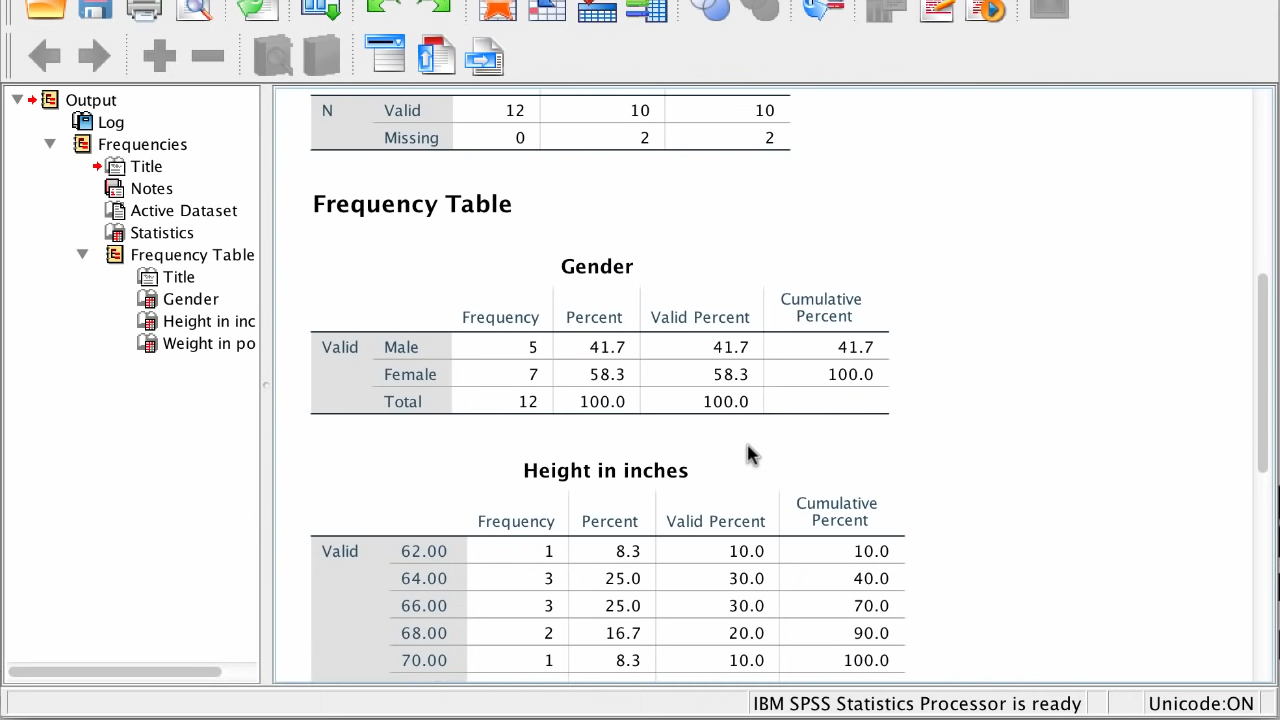 Output
Log
Frequencies
Title
Notes
Active Dataset
Statistics
Frequency Table
Title
Gender
Height in inc
Weight in po
N Valid 12 10 10
Missing 0 2 2
Frequency Table
Gender
Frequency Percent Valid Percent Cumulative Percent
Valid Male 5 41.7 41.7 41.7
Female 7 58.3 58.3 100.0
Total 12 100.0 100.0
Height in inches
Frequency Percent Valid Percent Cumulative Percent
Valid 62.00 1 8.3 10.0 10.0
64.00 3 25.0 30.0 40.0
66.00 3 25.0 30.0 70.0
68.00 2 16.7 20.0 90.0
70.00 1 8.3 10.0 100.0
IBM SPSS Statistics Processor is ready Unicode:ON